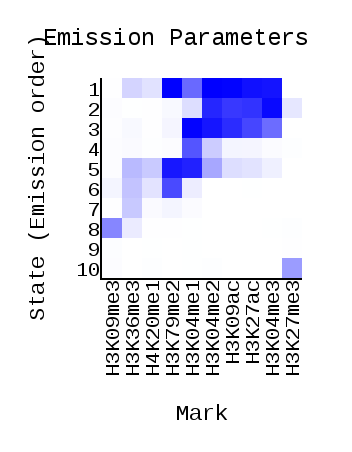 Emission Parameters
State (Emission order)
1
2
3
4
5
6
7
8
9
10
H3K09me3
H3K36me3
H4K20me1
H3K79me2
H3K04me1
H3K04me2
H3K09ac
H3K27ac
H3K04me3
H3K27me3
Mark